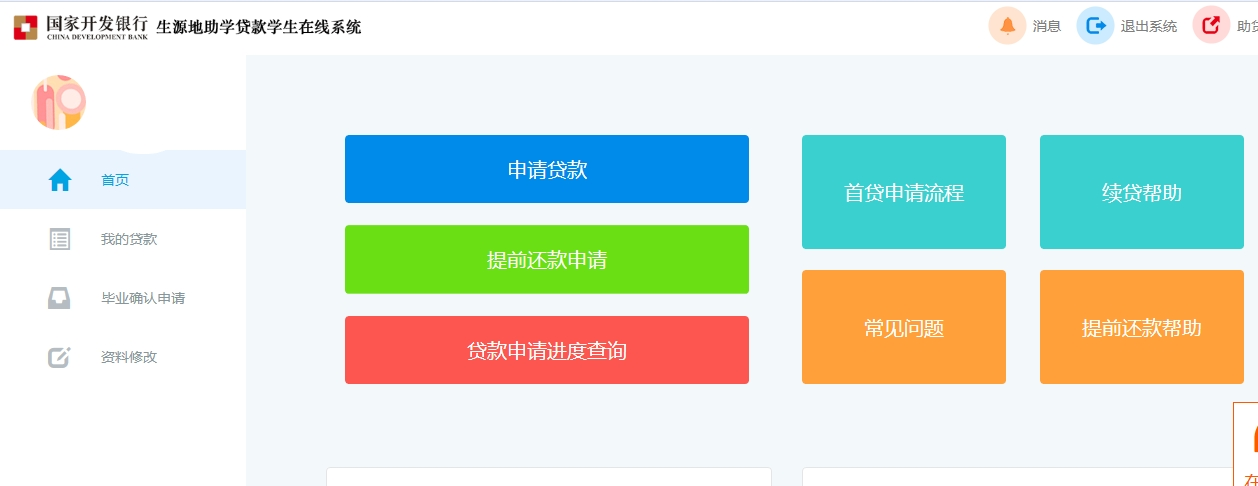 国家开发银行 生源地助学贷款学生在线系统
CHINA DEVELOPMENT BANK
消息 退出系统 助贷
首页
我的贷款
毕业确认申请
资料修改
申请贷款
提前还款申请
贷款申请进度查询
首贷申请流程
续贷帮助
常见问题
提前还款帮助
在